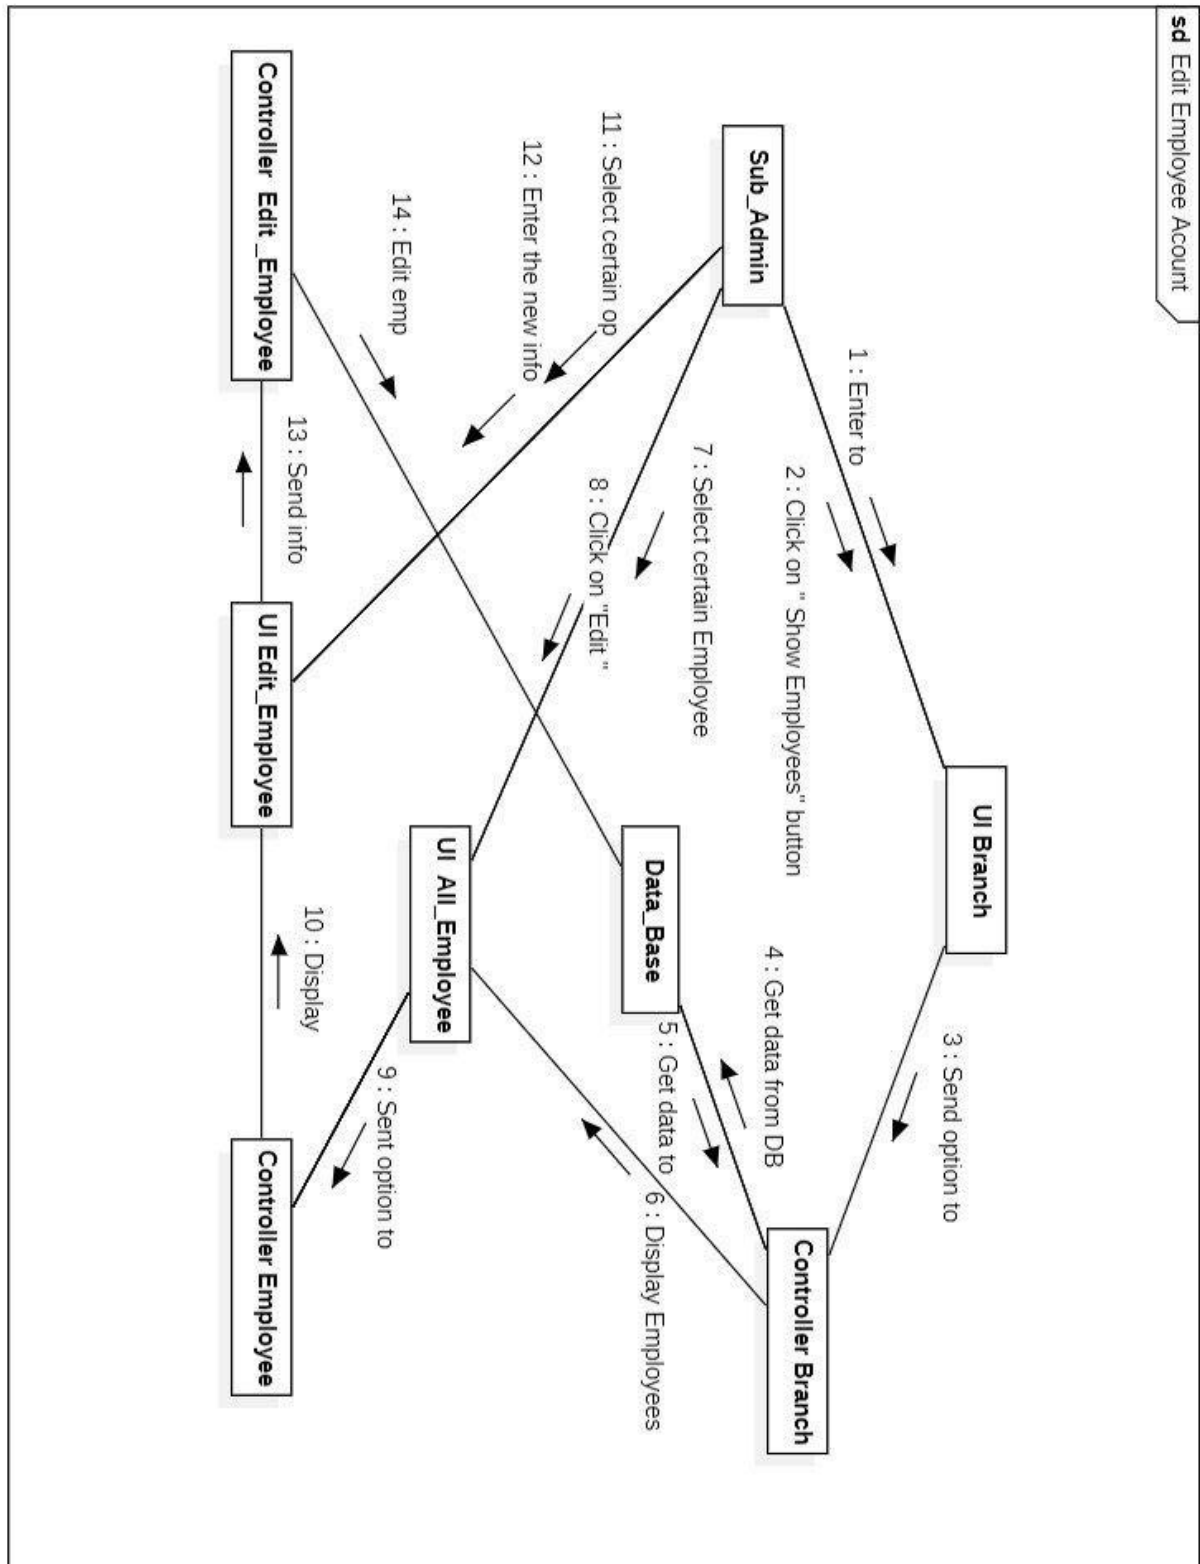 sd Edit Employee Acount
UI Branch
1 : Enter to
2 : Click on " Show Employees" button
3 : Send option to
Sub_Admin
4 : Get data from DB
Controller Branch
7 : Select certain Employee
Data_Base
5 : Get data to
6 : Display Employees
11 : Select certain op
8 : Click on "Edit "
12 : Enter the new info
UI All_Employee
14 : Edit emp
9 : Sent option to
13 : Send info
10 : Display
Controller Edit _Employee
UI Edit_Employee
Controller Employee